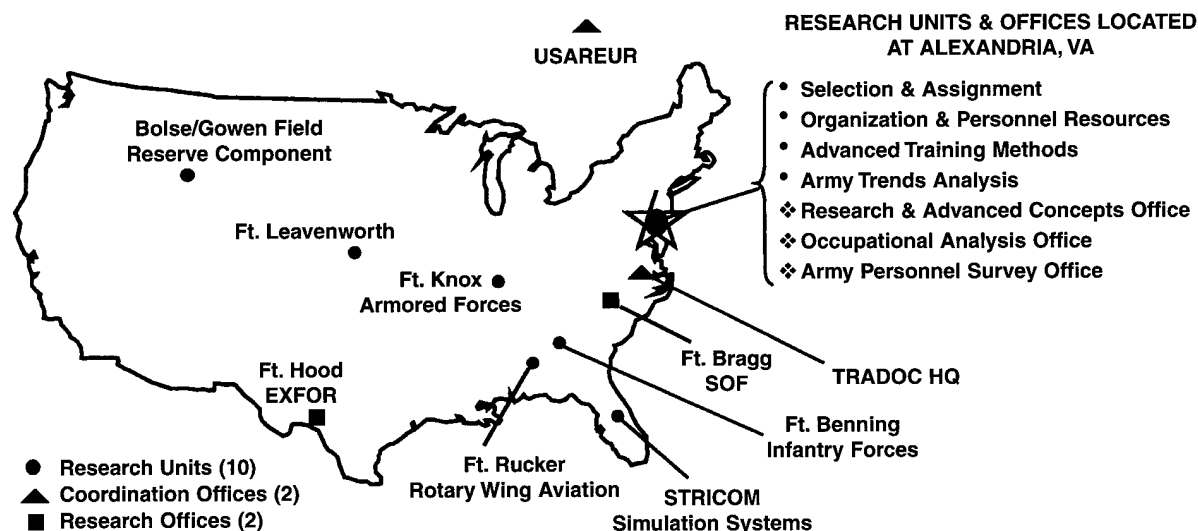 RESEARCH UNITS & OFFICES LOCATED
AT ALEXANDRIA, VA
• Selection & Assignment
• Organization & Personnel Resources
• Advanced Training Methods
• Army Trends Analysis
❖ Research & Advanced Concepts Office
❖ Occupational Analysis Office
❖ Army Personnel Survey Office
USAREUR
Bolse/Gowen Field
Reserve Component
Ft. Leavenworth
Ft. Knox
Armored Forces
Ft. Hood
EXFOR
Ft. Bragg
SOF
TRADOC HQ
Ft. Benning
Infantry Forces
Ft. Rucker
Rotary Wing Aviation
STRICOM
Simulation Systems
Research Units (10)
Coordination Offices (2)
Research Offices (2)